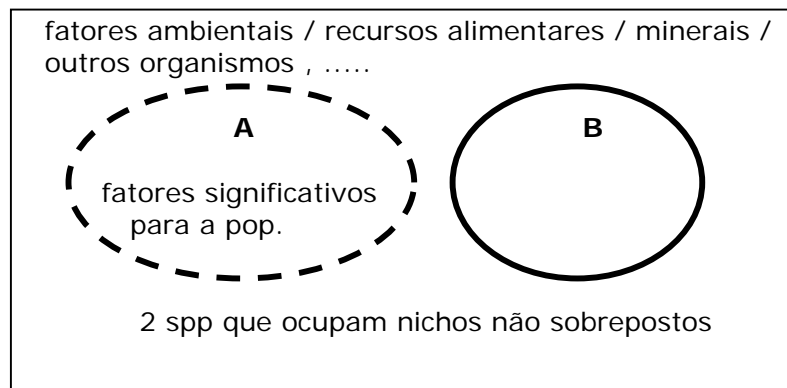 fatores ambientais / recursos alimentares / minerais /
outros organismos , .....
A
B
fatores significativos
para a pop.
2 spp que ocupam nichos não sobrepostos